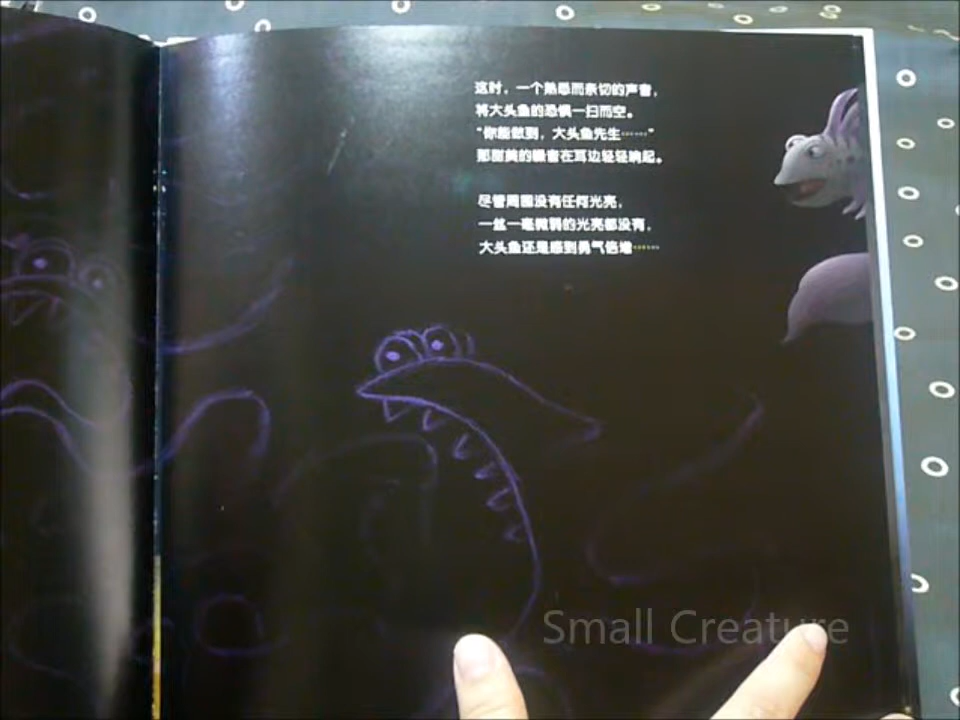 这时，一个熟悉而亲切的声音，
将大头鱼的恐惧一扫而空。
“你能做到，大头鱼先生……”
那甜美的嗓音在耳边轻轻响起。
尽管周围没有任何光亮，
一丝一毫微弱的光亮都没有，
大头鱼还是感到勇气倍增……
Small Creature